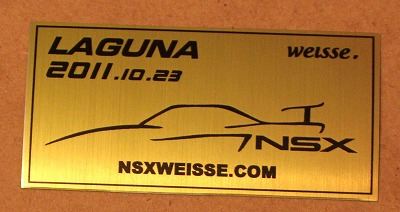 LAGUNA weisse.
2011.10.23
NSX
NSXWEISSE.COM